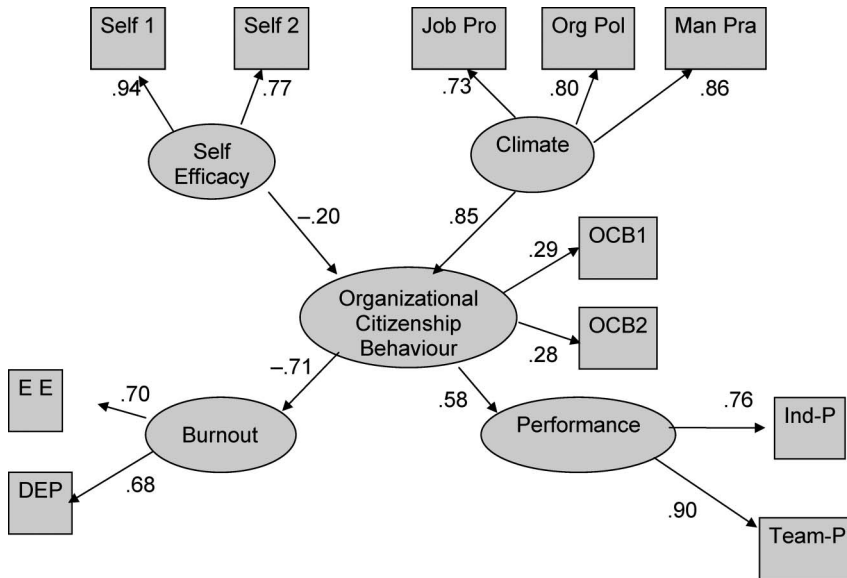 Self 1
Self 2
Job Pro
Org Pol
Man Pra
.94
.77
.73
.80
.86
Self
Efficacy
Climate
–.20
.85
OCB1
.29
Organizational
Citizenship
Behaviour
OCB2
.28
–.71
.58
E E
.70
Burnout
Performance
.76
Ind-P
DEP
.68
.90
Team-P